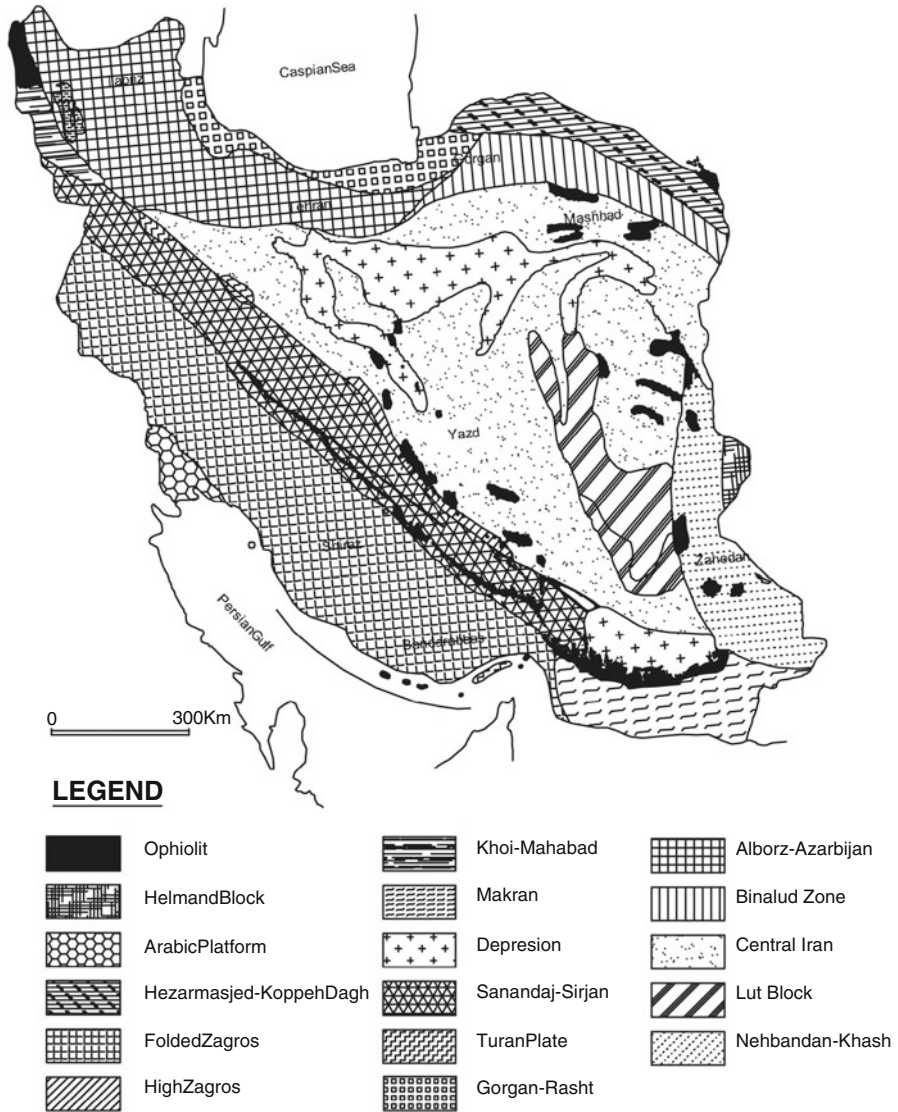 CaspianSea
Tabriz
Gorgan
Tehran
Mashhad
Yazd
Zahedan
Shiraz
PersianGulf
Bandarabbas
0 300Km
LEGEND
Ophiolit
HelmandBlock
ArabicPlatform
Hezarmasjed-KoppehDagh
FoldedZagros
HighZagros
Khoi-Mahabad
Makran
Depresion
Sanandaj-Sirjan
TuranPlate
Gorgan-Rasht
Alborz-Azarbijan
Binalud Zone
Central Iran
Lut Block
Nehbandan-Khash